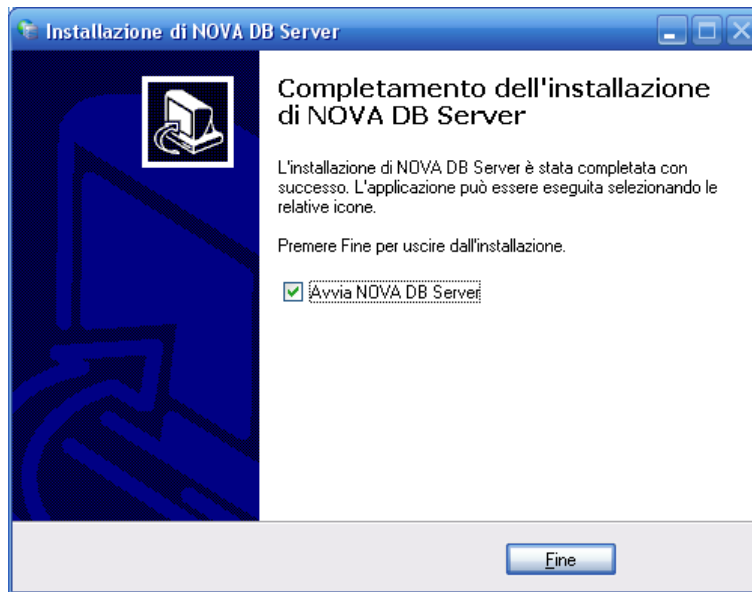 Installazione di NOVA DB Server
Completamento dell'installazione
di NOVA DB Server
L'installazione di NOVA DB Server è stata completata con
successo. L'applicazione può essere eseguita selezionando le
relative icone.
Premere Fine per uscire dall'installazione.
Avvia NOVA DB Server
Fine